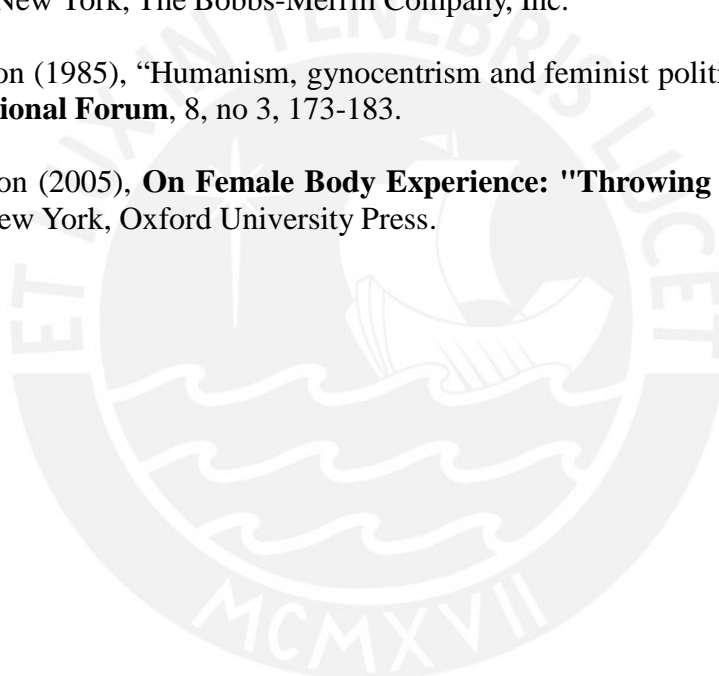 New York, The Bobbs-Merrill Company, Inc.
on (1985), “Humanism, gynocentrism and feminist politi
ional Forum, 8, no 3, 173-183.
on (2005), On Female Body Experience: "Throwing
ew York, Oxford University Press.
ET LUX IN TENEBRIS LUCET
MCMXVII